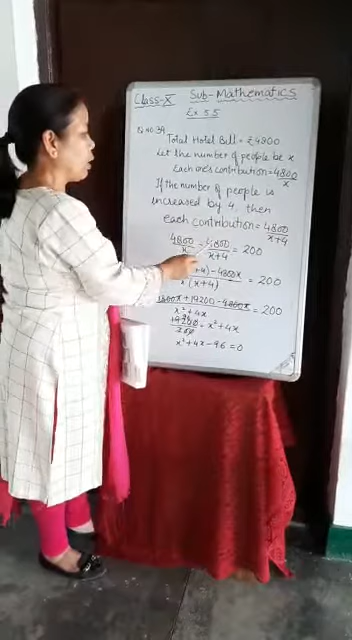 Class-X Sub- Mathematics
Ex 5.5
Q.No.39
Total Hotel Bill = ₹4800
Let the number of people be x
Each one's contribution = 4800/x
If the number of people is
increased by 4, then
each contribution = 4800/x+4
4800/x - 4800/x+4 = 200
+4) - 4800x / x(x+4) = 200
4800x + 19200 - 4800x / x² + 4x = 200
19200/200 = x² + 4x
x² + 4x - 96 = 0